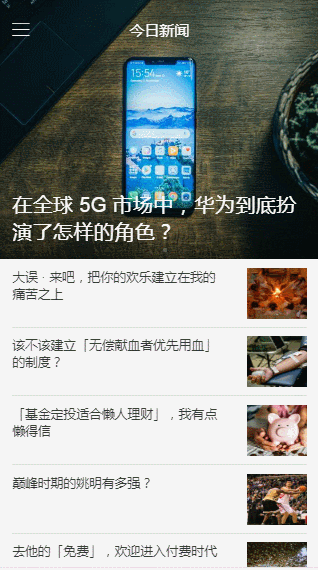 今日新闻
15:54
在全球 5G 市场中，华为到底扮
演了怎样的角色？
大误 · 来吧，把你的欢乐建立在我的
痛苦之上
该不该建立「无偿献血者优先用血」
的制度？
「基金定投适合懒人理财」，我有点
懒得信
巅峰时期的姚明有多强？
去他的「免费」，欢迎进入付费时代